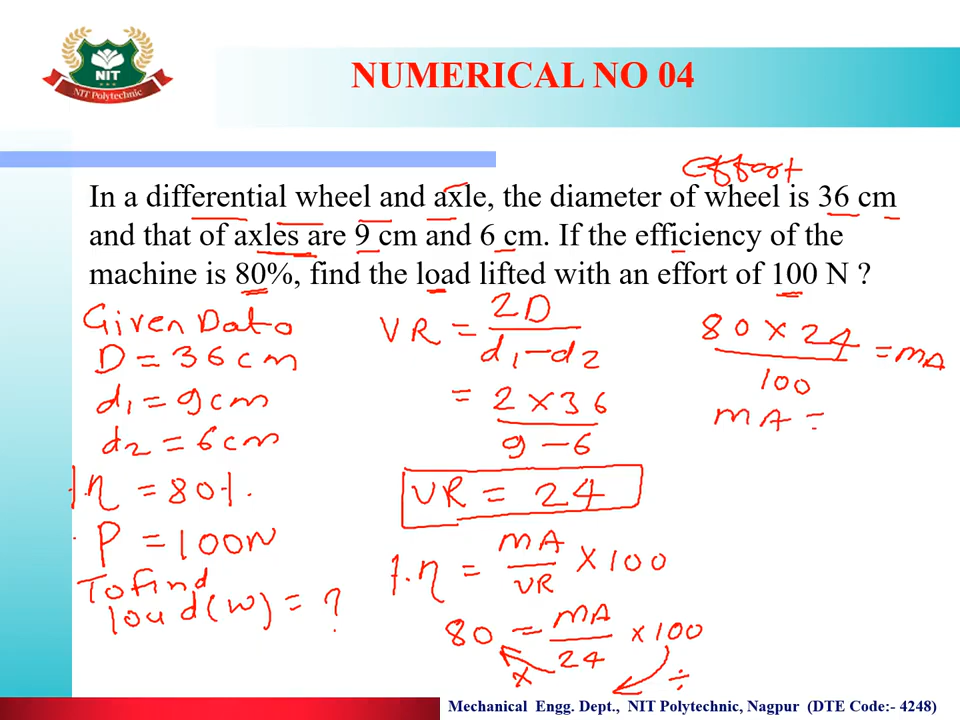 NIT
NIT Polytechnic
NUMERICAL NO 04
effort
In a differential wheel and axle, the diameter of wheel is 36 cm
and that of axles are 9 cm and 6 cm. If the efficiency of the
machine is 80%, find the load lifted with an effort of 100 N ?
Given Data
D = 36 cm
d1 = 9 cm
d2 = 6 cm
%η = 80%.
P = 100N
To find
load (W) = ?
VR = 2D / d1 - d2
= 2 × 36 / 9 - 6
VR = 24
%η = MA / VR × 100
80 = MA / 24 × 100
× ÷
80 × 24 / 100 = MA
MA =
Mechanical Engg. Dept., NIT Polytechnic, Nagpur (DTE Code:- 4248)